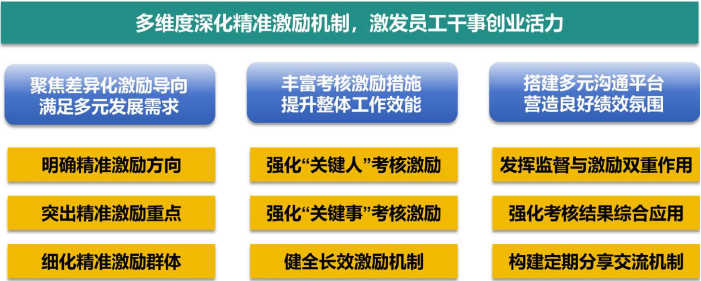 多维度深化精准激励机制，激发员工干事创业活力
聚焦差异化激励导向
满足多元发展需求
丰富考核激励措施
提升整体工作效能
搭建多元沟通平台
营造良好绩效氛围
明确精准激励方向
强化“关键人”考核激励
发挥监督与激励双重作用
突出精准激励重点
强化“关键事”考核激励
强化考核结果综合应用
细化精准激励群体
健全长效激励机制
构建定期分享交流机制